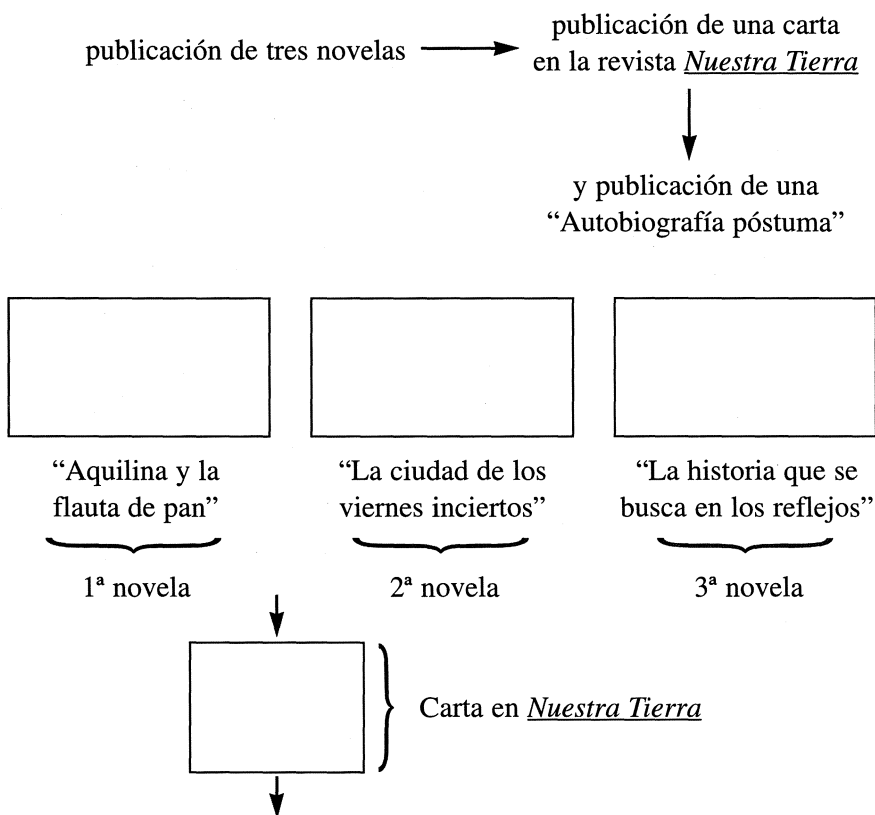 publicación de tres novelas
publicación de una carta
en la revista Nuestra Tierra
y publicación de una
“Autobiografía póstuma”
“Aquilina y la
flauta de pan”
1ª novela
“La ciudad de los
viernes inciertos”
2ª novela
“La historia que se
busca en los reflejos”
3ª novela
Carta en Nuestra Tierra